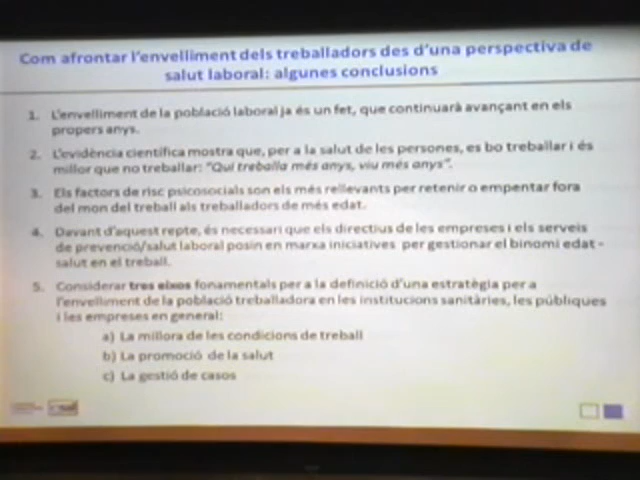 Com afrontar l'envelliment dels treballadors des d'una perspectiva de
salut laboral: algunes conclusions
1. L'envelliment de la població laboral ja és un fet, que continuarà avançant en els
propers anys.
2. L'evidència científica mostra que, per a la salut de les persones, es bo treballar i és
millor que no treballar: "Qui treballa més anys, viu més anys".
3. Els factors de risc psicosocials son els més rellevants per retenir o empentar fora
del mon del treball als treballadors de més edat.
4. Davant d'aquest repte, és necessari que els directius de les empreses i els serveis
de prevenció/salut laboral posin en marxa iniciatives per gestionar el binomi edat -
salut en el treball.
5. Considerar tres eixos fonamentals per a la definició d'una estratègia per a
l'envelliment de la població treballadora en les institucions sanitàries, les públiques
i les empreses en general:
a) La millora de les condicions de treball
b) La promoció de la salut
c) La gestió de casos